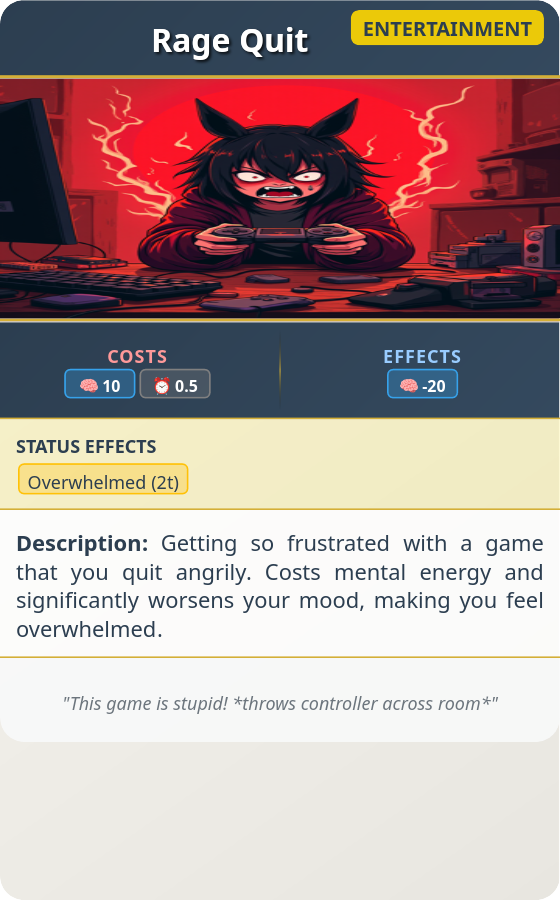 Rage Quit
ENTERTAINMENT
COSTS
🧠 10
⏰ 0.5
EFFECTS
🧠 -20
STATUS EFFECTS
Overwhelmed (2t)
Description: Getting so frustrated with a game
that you quit angrily. Costs mental energy and
significantly worsens your mood, making you feel
overwhelmed.
"This game is stupid! *throws controller across room*"